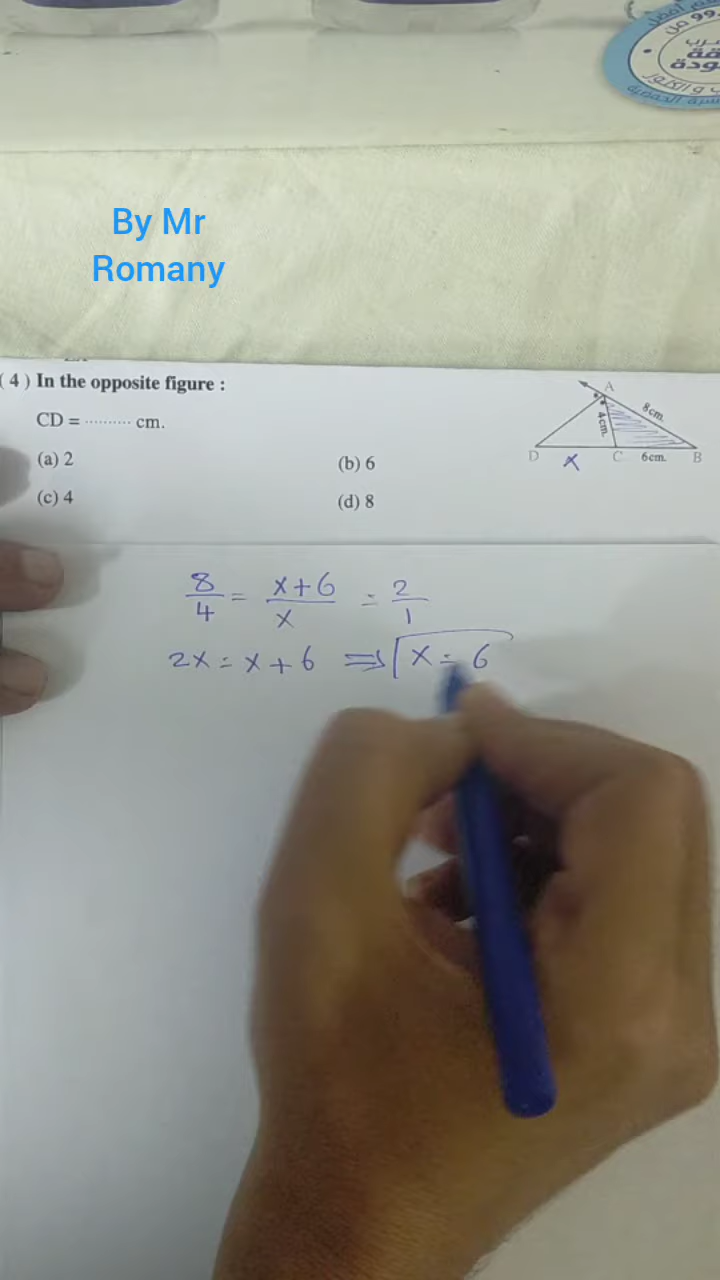 99.
By Mr
Romany
( 4 ) In the opposite figure :
CD = .......... cm.
(a) 2
(b) 6
(c) 4
(d) 8
A
8cm.
4cm.
D
x
C
6cm.
B
8/4 = x+6/x = 2/1
2x = x + 6 ⇒ x = 6